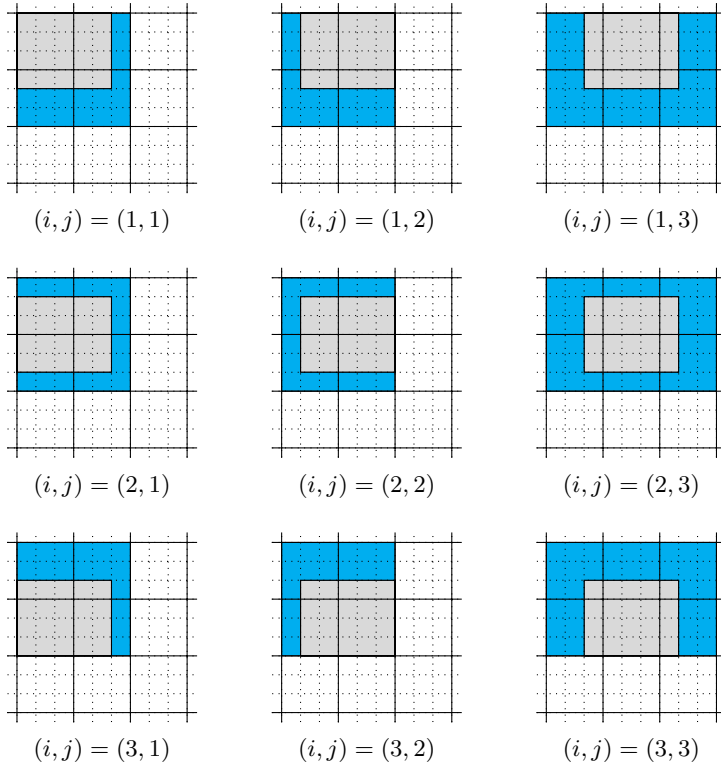 (i, j) = (1, 1)
(i, j) = (1, 2)
(i, j) = (1, 3)
(i, j) = (2, 1)
(i, j) = (2, 2)
(i, j) = (2, 3)
(i, j) = (3, 1)
(i, j) = (3, 2)
(i, j) = (3, 3)